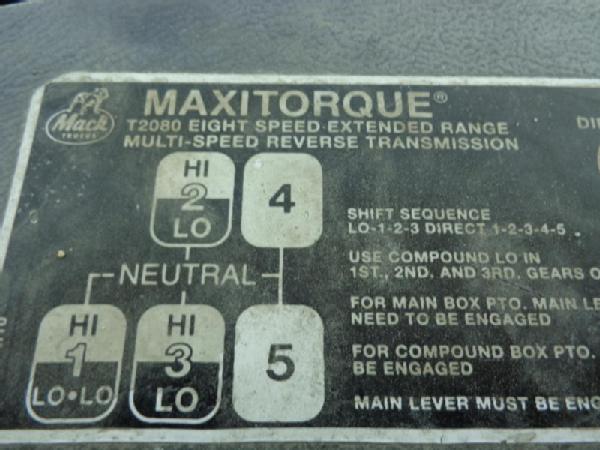 Mack
TRUCKS
MAXITORQUE®
T2080 EIGHT SPEED EXTENDED RANGE
MULTI-SPEED REVERSE TRANSMISSION
HI
2
LO
4
NEUTRAL
HI
1
LO•LO
HI
3
LO
5
SHIFT SEQUENCE
LO-1-2-3 DIRECT 1-2-3-4-5
USE COMPOUND LO IN
1ST., 2ND. AND 3RD. GEARS O
FOR MAIN BOX PTO. MAIN LE
NEED TO BE ENGAGED
FOR COMPOUND BOX PTO.
BE ENGAGED
MAIN LEVER MUST BE ENG